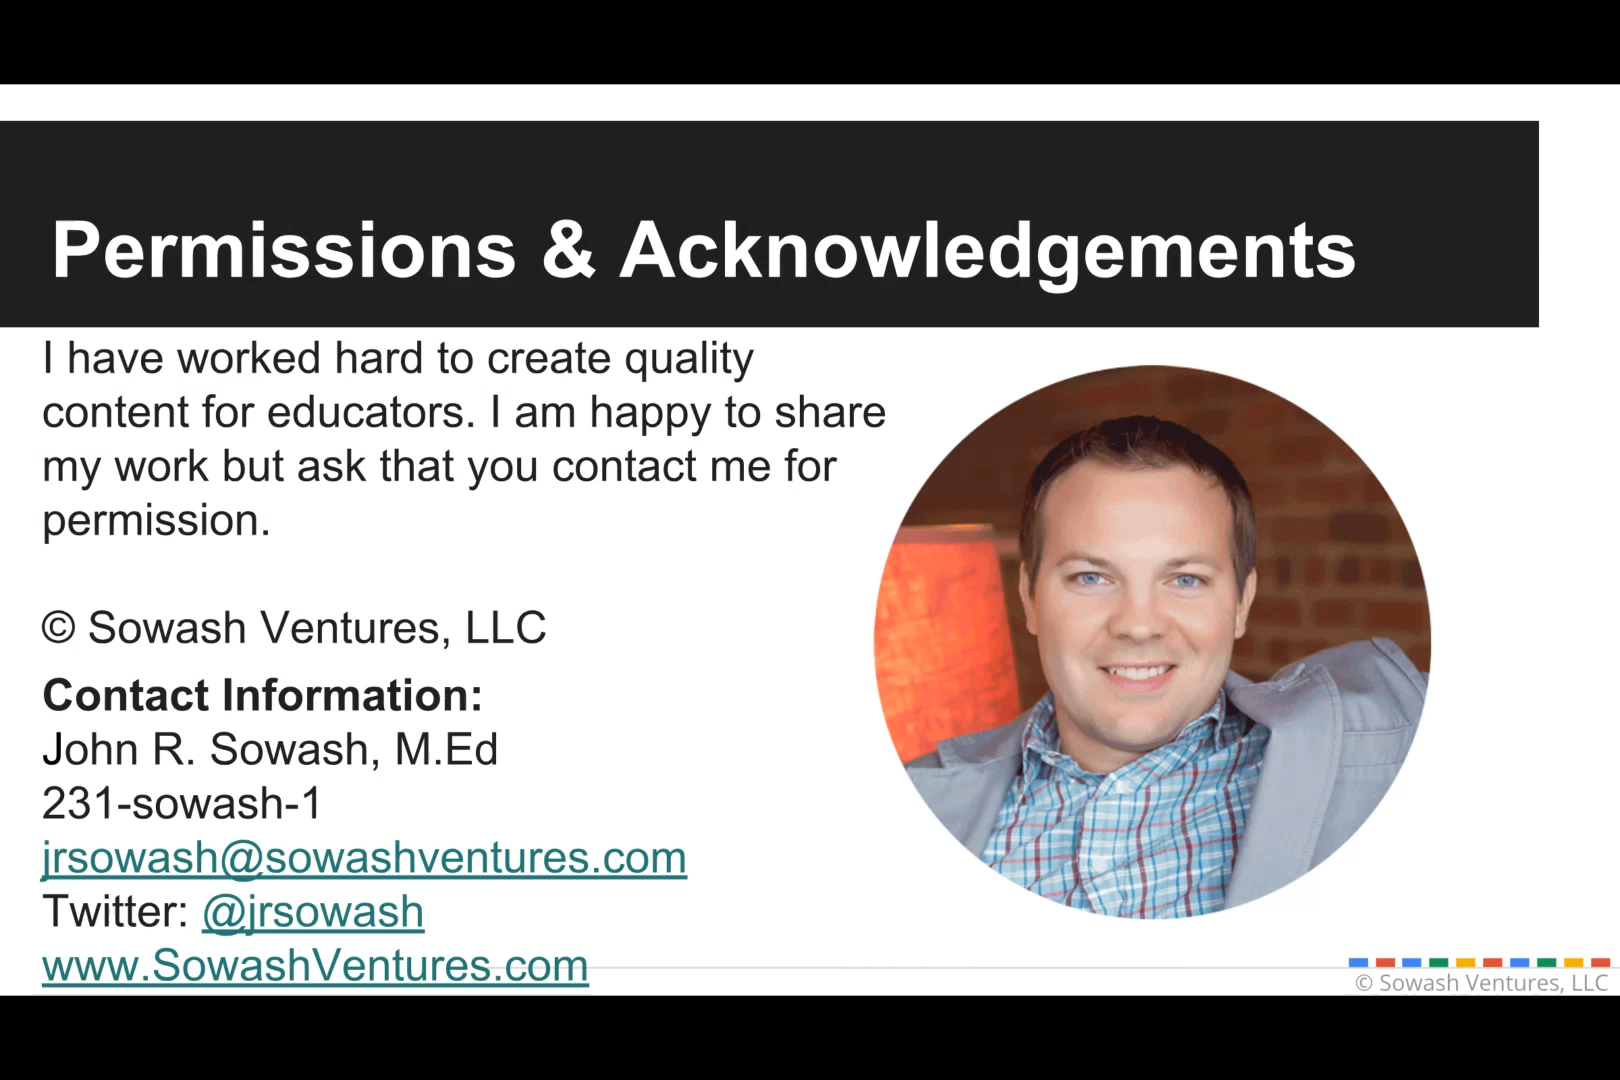 Permissions & Acknowledgements
I have worked hard to create quality
content for educators. I am happy to share
my work but ask that you contact me for
permission.
© Sowash Ventures, LLC
Contact Information:
John R. Sowash, M.Ed
231-sowash-1
jrsowash@sowashventures.com
Twitter: @jrsowash
www.SowashVentures.com
© Sowash Ventures, LLC